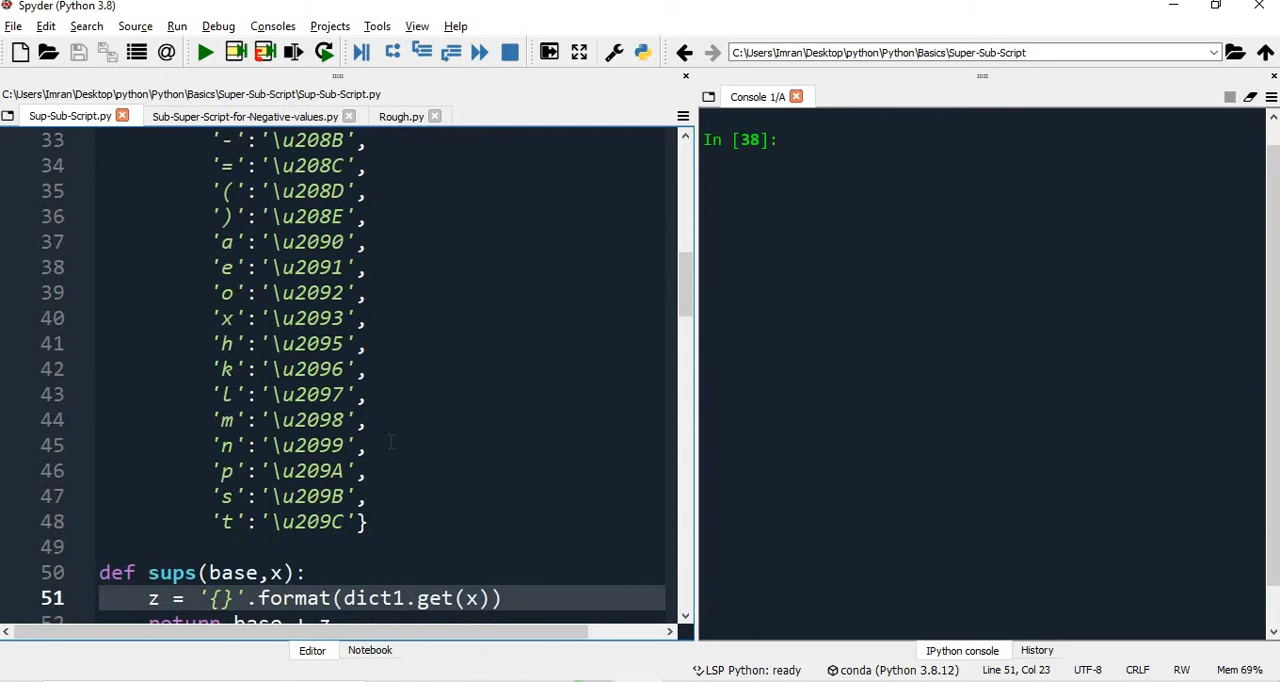 Spyder (Python 3.8)
File Edit Search Source Run Debug Consoles Projects Tools View Help
C:\Users\Imran\Desktop\python\Python\Basics\Super-Sub-Script
C:\Users\Imran\Desktop\python\Python\Basics\Super-Sub-Script\Sup-Sub-Script.py
Sup-Sub-Script.py Sub-Super-Script-for-Negative-values.py Rough.py
33 '-':'\u208B',
34 '=':'\u208C',
35 '(':'\u208D',
36 ')':'\u208E',
37 'a':'\u2090',
38 'e':'\u2091',
39 'o':'\u2092',
40 'x':'\u2093',
41 'h':'\u2095',
42 'k':'\u2096',
43 'l':'\u2097',
44 'm':'\u2098',
45 'n':'\u2099',
46 'p':'\u209A',
47 's':'\u209B',
48 't':'\u209C'}
49
50 def sups(base,x):
51 z = '{}'.format(dict1.get(x))
52 return base + z
Editor Notebook
Console 1/A
In [38]:
IPython console History
LSP Python: ready conda (Python 3.8.12) Line 51, Col 23 UTF-8 CRLF RW Mem 69%